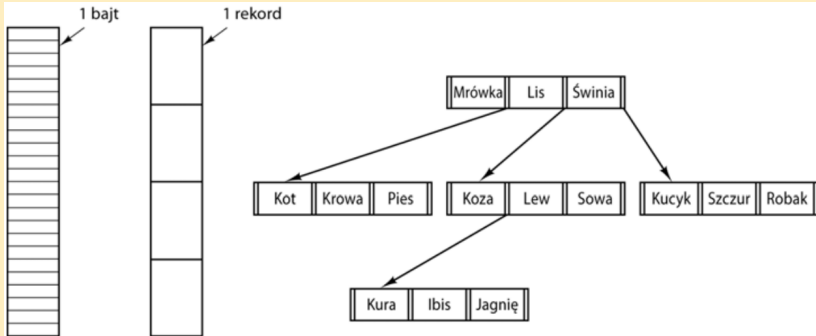 1 bajt
1 rekord
Mrówka Lis Świnia
Kot Krowa Pies
Koza Lew Sowa
Kucyk Szczur Robak
Kura Ibis Jagnię